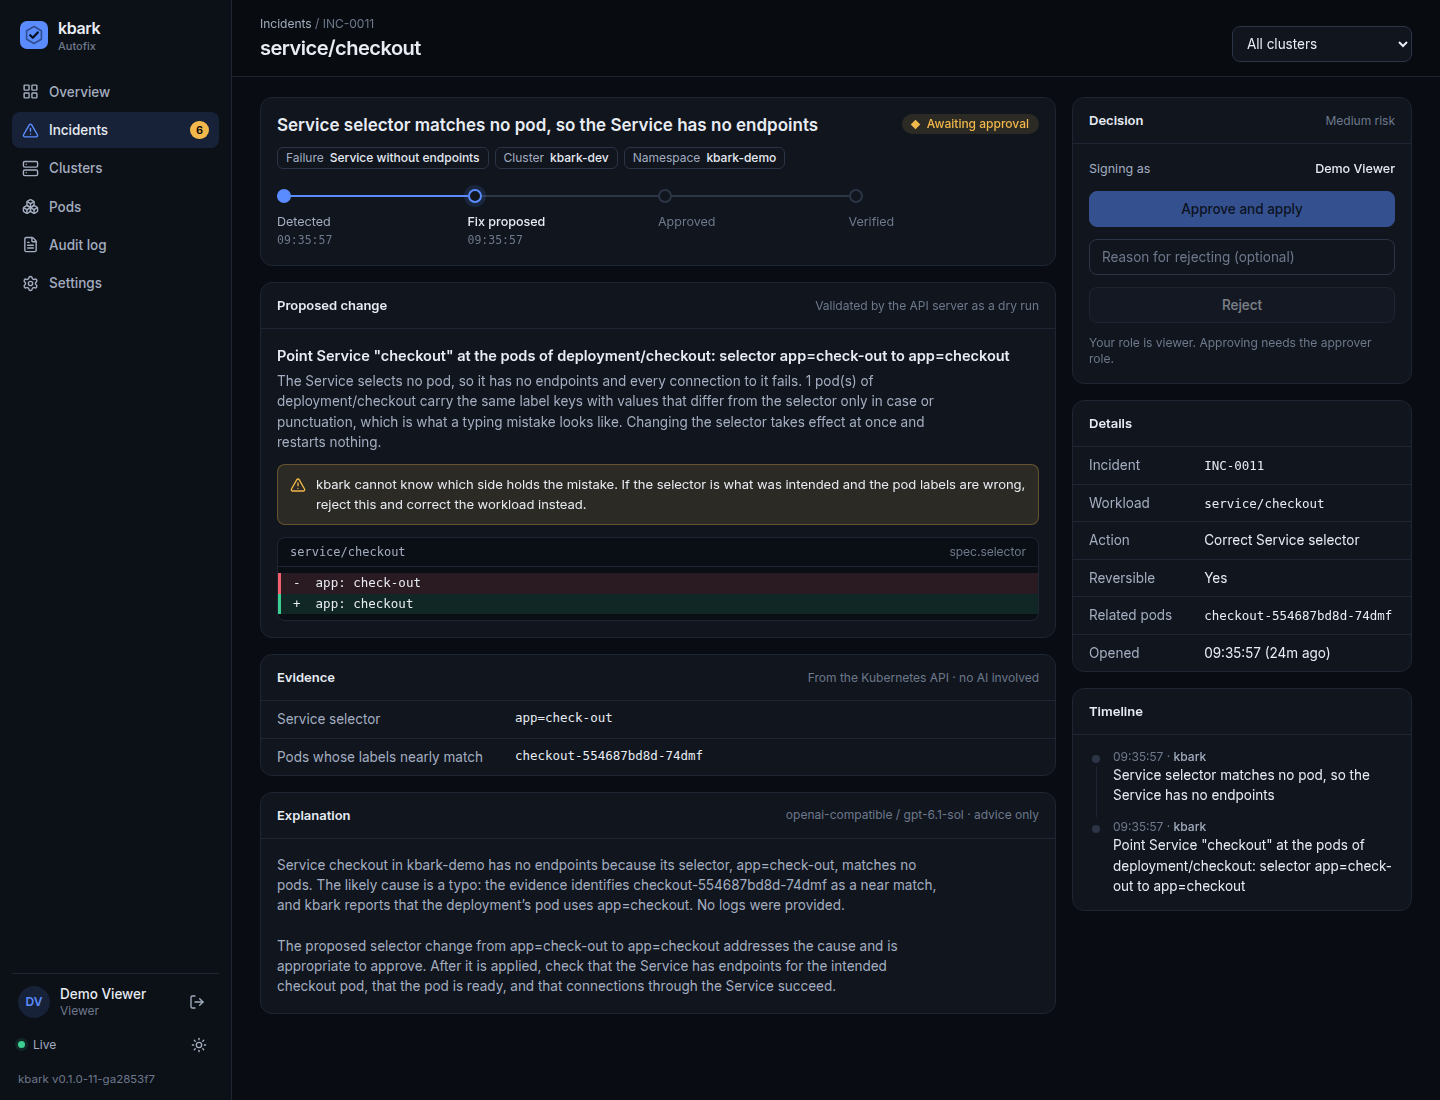 kbark
Autofix
Overview
Incidents
6
Clusters
Pods
Audit log
Settings
Demo Viewer
DV
Viewer
Live
kbark v0.1.0-11-ga2853f7
Incidents / INC-0011
service/checkout
All clusters
Service selector matches no pod, so the Service has no endpoints
Awaiting approval
Failure Service without endpoints
Cluster kbark-dev
Namespace kbark-demo
Detected
09:35:57
Fix proposed
09:35:57
Approved
Verified
Proposed change
Validated by the API server as a dry run
Point Service "checkout" at the pods of deployment/checkout: selector app=check-out to app=checkout
The Service selects no pod, so it has no endpoints and every connection to it fails. 1 pod(s) of
deployment/checkout carry the same label keys with values that differ from the selector only in case or
punctuation, which is what a typing mistake looks like. Changing the selector takes effect at once and
restarts nothing.
kbark cannot know which side holds the mistake. If the selector is what was intended and the pod labels are wrong,
reject this and correct the workload instead.
service/checkout
spec.selector
- app: check-out
+ app: checkout
Evidence
From the Kubernetes API · no AI involved
Service selector
app=check-out
Pods whose labels nearly match
checkout-554687bd8d-74dmf
Explanation
openai-compatible / gpt-6.1-sol · advice only
Service checkout in kbark-demo has no endpoints because its selector, app=check-out, matches no
pods. The likely cause is a typo: the evidence identifies checkout-554687bd8d-74dmf as a near match,
and kbark reports that the deployment’s pod uses app=checkout. No logs were provided.
The proposed selector change from app=check-out to app=checkout addresses the cause and is
appropriate to approve. After it is applied, check that the Service has endpoints for the intended
checkout pod, that the pod is ready, and that connections through the Service succeed.
Decision
Medium risk
Signing as
Demo Viewer
Approve and apply
Reason for rejecting (optional)
Reject
Your role is viewer. Approving needs the approver
role.
Details
Incident
INC-0011
Workload
service/checkout
Action
Correct Service selector
Reversible
Yes
Related pods
checkout-554687bd8d-74dmf
Opened
09:35:57 (24m ago)
Timeline
09:35:57 · kbark
Service selector matches no pod, so the
Service has no endpoints
09:35:57 · kbark
Point Service "checkout" at the pods of
deployment/checkout: selector app=check-
out to app=checkout